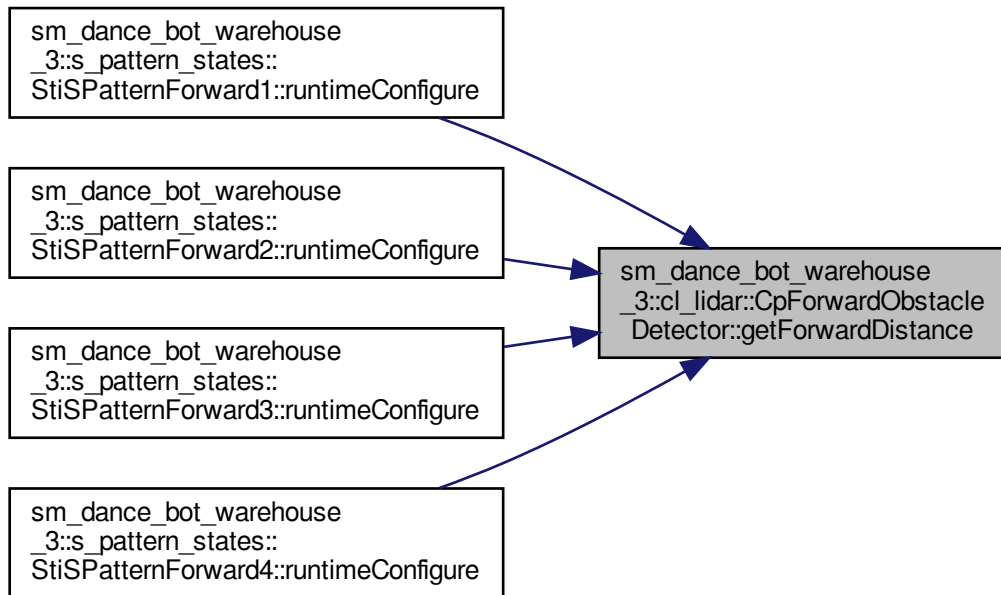 sm_dance_bot_warehouse
_3::s_pattern_states::
StiSPatternForward1::runtimeConfigure
sm_dance_bot_warehouse
_3::s_pattern_states::
StiSPatternForward2::runtimeConfigure
sm_dance_bot_warehouse
_3::s_pattern_states::
StiSPatternForward3::runtimeConfigure
sm_dance_bot_warehouse
_3::s_pattern_states::
StiSPatternForward4::runtimeConfigure
sm_dance_bot_warehouse
_3::cl_lidar::CpForwardObstacle
Detector::getForwardDistance